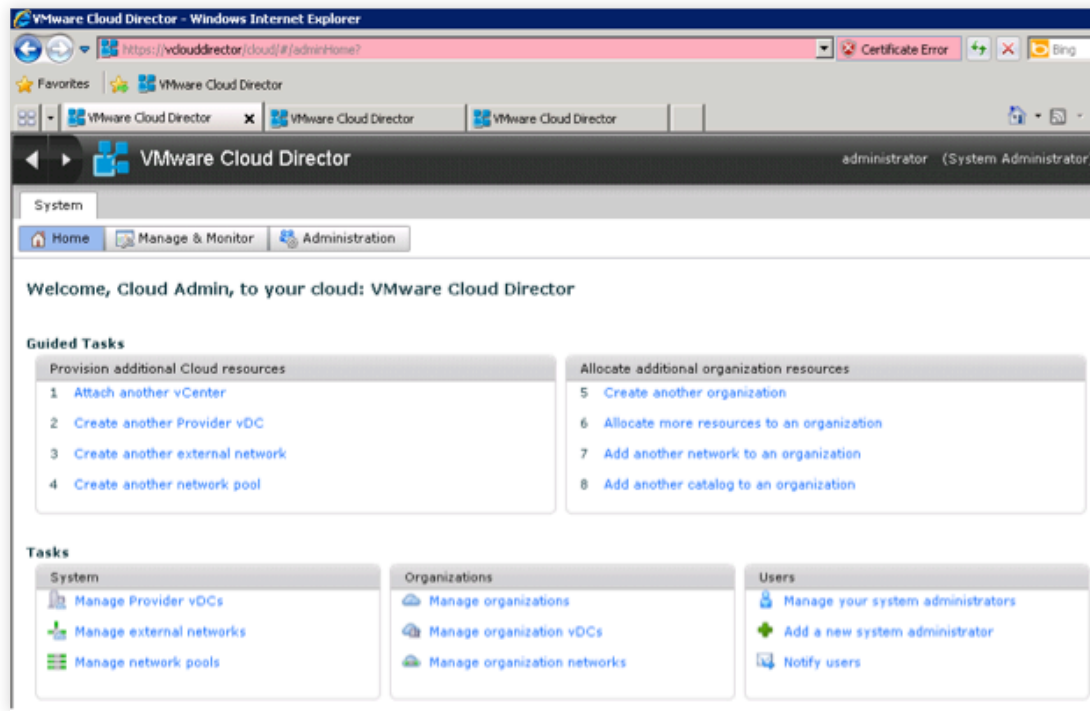 VMware Cloud Director - Windows Internet Explorer
https://vclouddirector/cloud/#/adminHome?
Certificate Error
Bing
Favorites
VMware Cloud Director
VMware Cloud Director
VMware Cloud Director
VMware Cloud Director
VMware Cloud Director
administrator (System Administrator
System
Home
Manage & Monitor
Administration
Welcome, Cloud Admin, to your cloud: VMware Cloud Director
Guided Tasks
Provision additional Cloud resources
1 Attach another vCenter
2 Create another Provider vDC
3 Create another external network
4 Create another network pool
Allocate additional organization resources
5 Create another organization
6 Allocate more resources to an organization
7 Add another network to an organization
8 Add another catalog to an organization
Tasks
System
Manage Provider vDCs
Manage external networks
Manage network pools
Organizations
Manage organizations
Manage organization vDCs
Manage organization networks
Users
Manage your system administrators
Add a new system administrator
Notify users